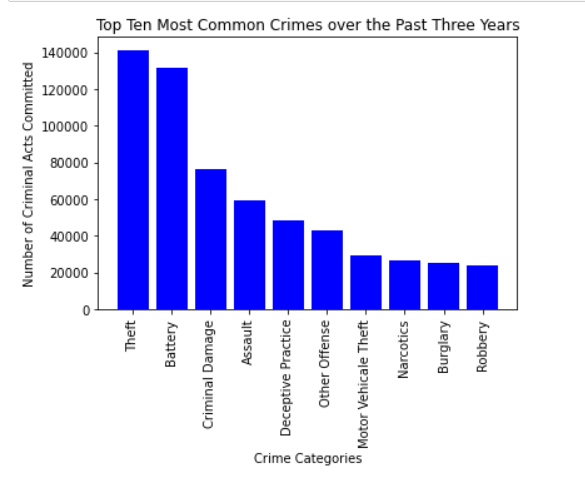 Top Ten Most Common Crimes over the Past Three Years
Number of Criminal Acts Committed
140000
120000
100000
80000
60000
40000
20000
0
Theft
Battery
Criminal Damage
Assault
Deceptive Practice
Other Offense
Motor Vehicale Theft
Narcotics
Burglary
Robbery
Crime Categories